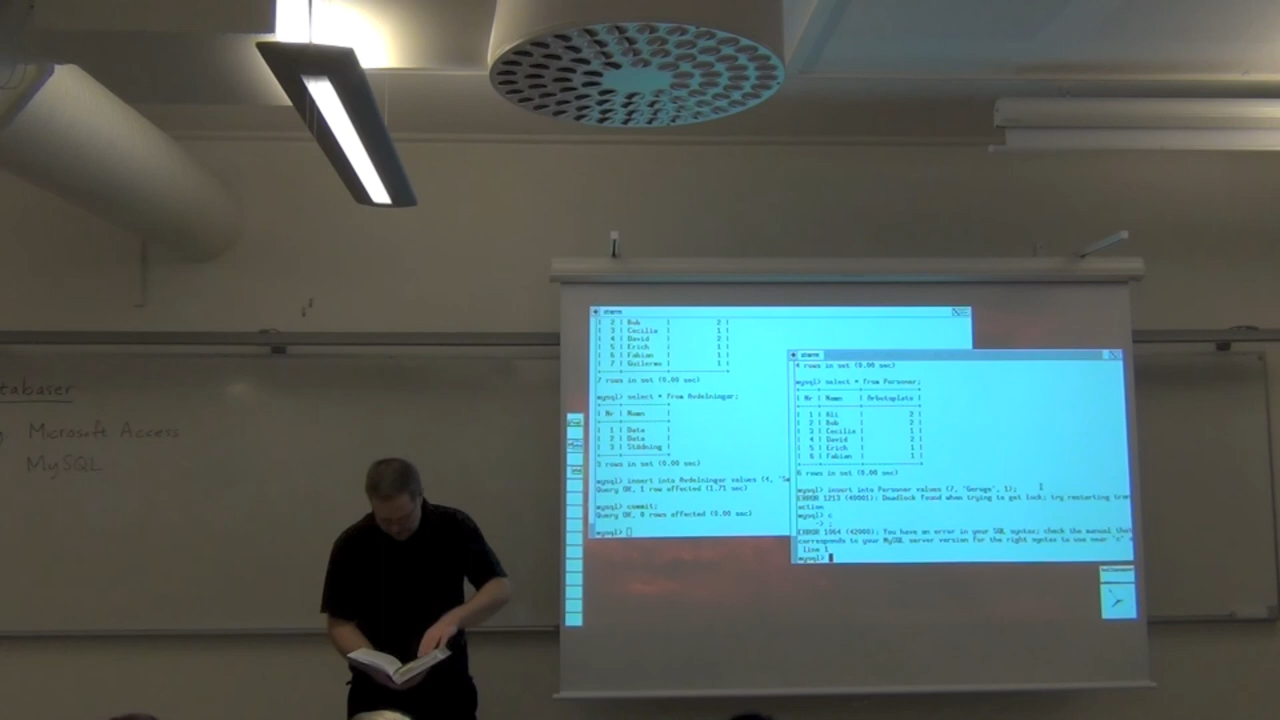 tabaser
Microsoft Access
MySQL
xterm
| 2 | Bob | 2 |
| 3 | Cecilia | 1 |
| 4 | David | 2 |
| 5 | Erich | 1 |
| 6 | Fabian | 1 |
| 7 | Guilermo | 1 |
7 rows in set (0.00 sec)
mysql> select * from Avdelningar;
| Nr | Namn |
| 1 | Data |
| 2 | Data |
| 3 | Städning |
3 rows in set (0.00 sec)
mysql> insert into Avdelningar values (4,
Query OK, 1 row affected (1.71 sec)
mysql> commit;
Query OK, 0 rows affected (0.00 sec)
mysql>
xterm
4 rows in set (0.00 sec)
mysql> select * from Personer;
| Nr | Namn | Arbetsplats |
| 1 | Ali | 2 |
| 2 | Bob | 2 |
| 3 | Cecilia | 1 |
| 4 | David | 2 |
| 5 | Erich | 1 |
| 6 | Fabian | 1 |
6 rows in set (0.00 sec)
mysql> insert into Personer values (7, 'Garago', 1);
ERROR 1213 (40001): Deadlock found when trying to get lock; try restarting tran
action
mysql> c
-> ;
ERROR 1064 (42000): You have an error in your SQL syntax; check the manual that
corresponds to your MySQL server version for the right syntax to use near 'c'
line 1
mysql>